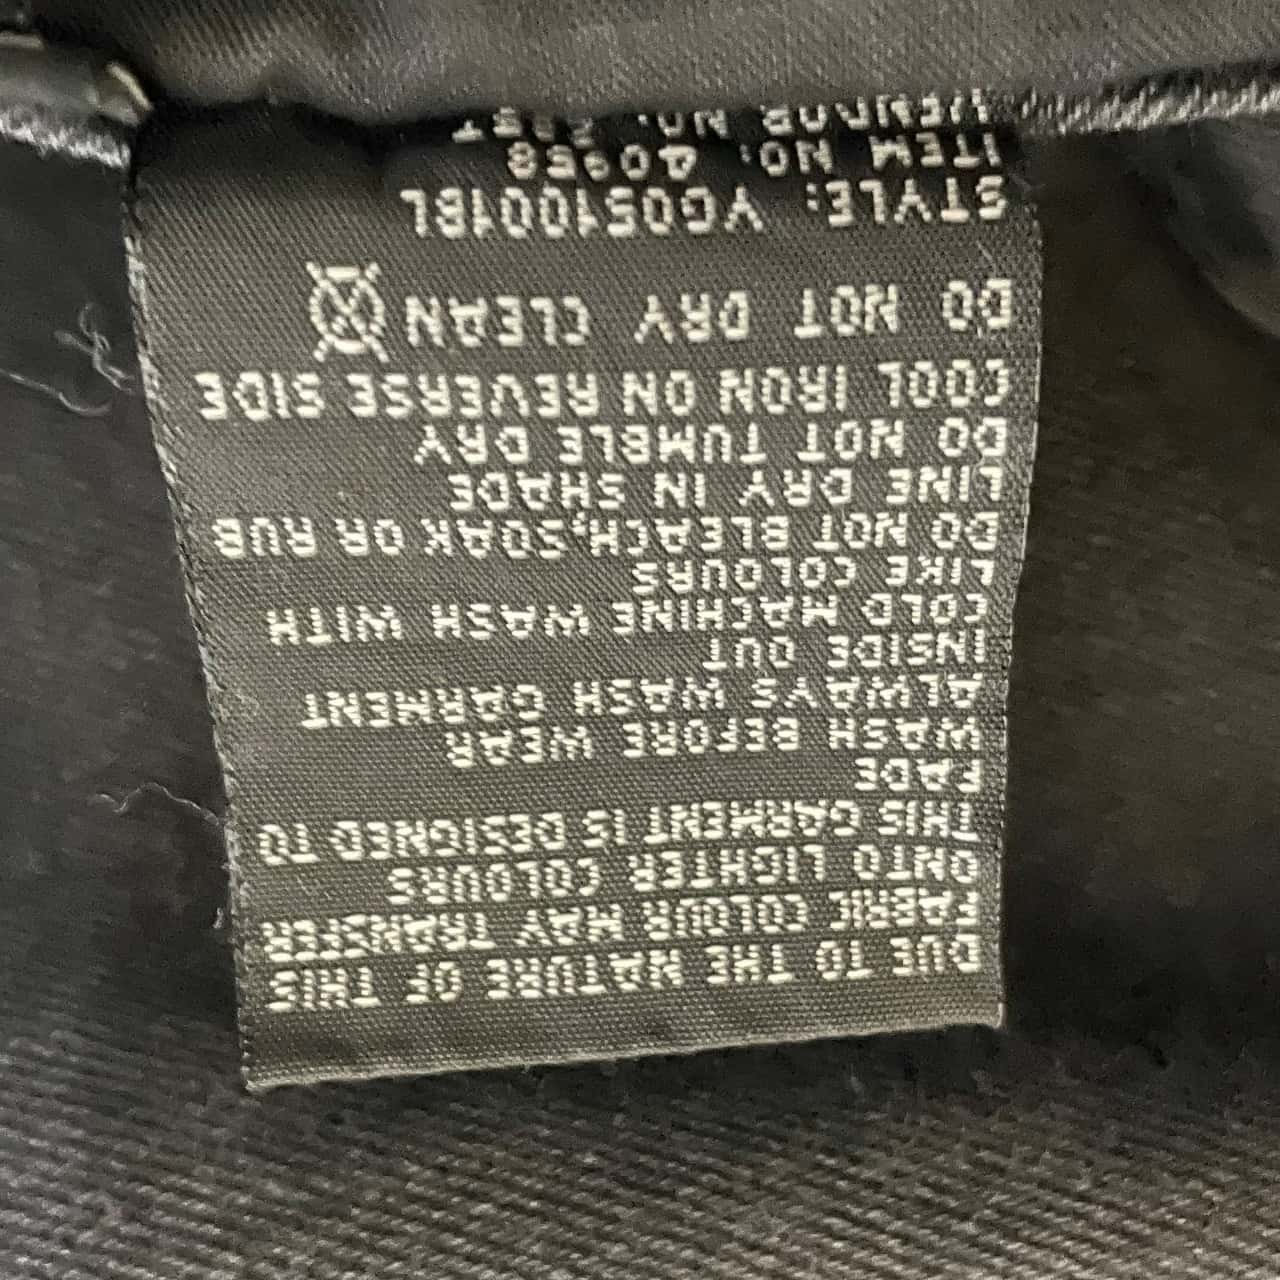 DUE TO THE NATURE OF THIS
FABRIC COLOUR MAY TRANSFER
ONTO LIGHTER COLOURS
THIS GARMENT IS DESIGNED TO
FADE
WASH BEFORE WEAR
ALWAYS WASH GARMENT
INSIDE OUT
COLD MACHINE WASH WITH
LIKE COLOURS
DO NOT BLEACH,SOAK OR RUB
LINE DRY IN SHADE
DO NOT TUMBLE DRY
COOL IRON ON REVERSE SIDE
DO NOT DRY CLEAN
STYLE: YG051001BL
ITEM NO: 40958
VENDOR NO.